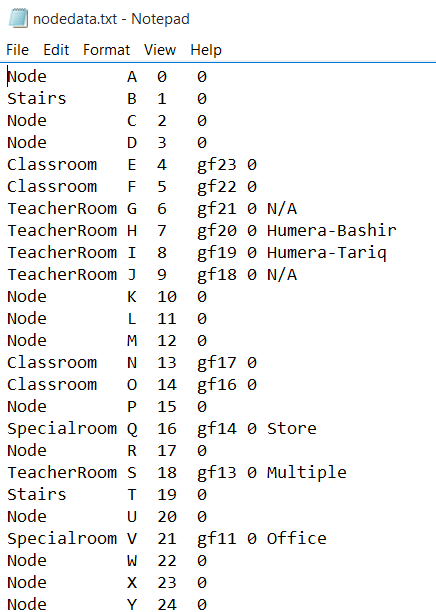 nodedata.txt - Notepad
File Edit Format View Help
Node A 0 0
Stairs B 1 0
Node C 2 0
Node D 3 0
Classroom E 4 gf23 0
Classroom F 5 gf22 0
TeacherRoom G 6 gf21 0 N/A
TeacherRoom H 7 gf20 0 Humera-Bashir
TeacherRoom I 8 gf19 0 Humera-Tariq
TeacherRoom J 9 gf18 0 N/A
Node K 10 0
Node L 11 0
Node M 12 0
Classroom N 13 gf17 0
Classroom O 14 gf16 0
Node P 15 0
Specialroom Q 16 gf14 0 Store
Node R 17 0
TeacherRoom S 18 gf13 0 Multiple
Stairs T 19 0
Node U 20 0
Specialroom V 21 gf11 0 Office
Node W 22 0
Node X 23 0
Node Y 24 0